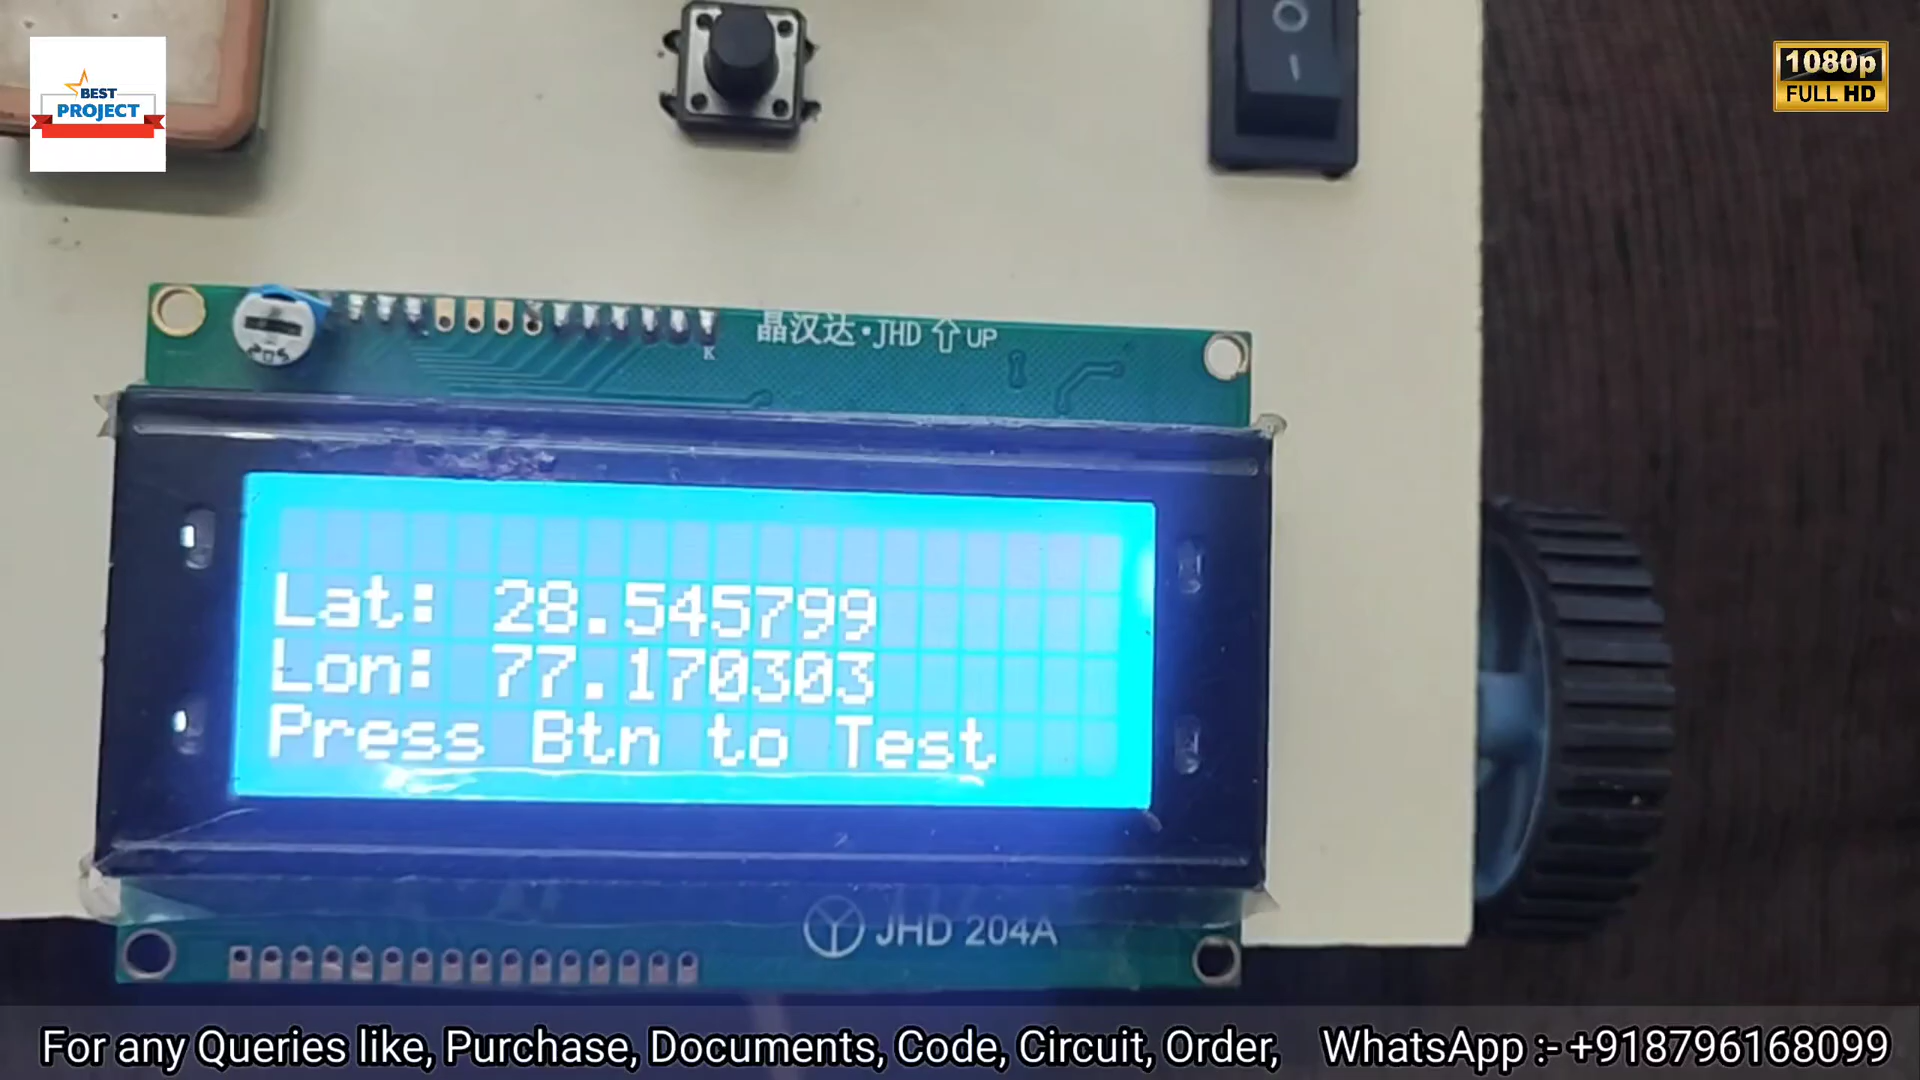 BEST
PROJECT
1080p
FULL HD
晶汉达·JHD UP
K
Lat: 28.545799
Lon: 77.170303
Press Btn to Test
JHD 204A
For any Queries like, Purchase, Documents, Code, Circuit, Order, WhatsApp :- +918796168099